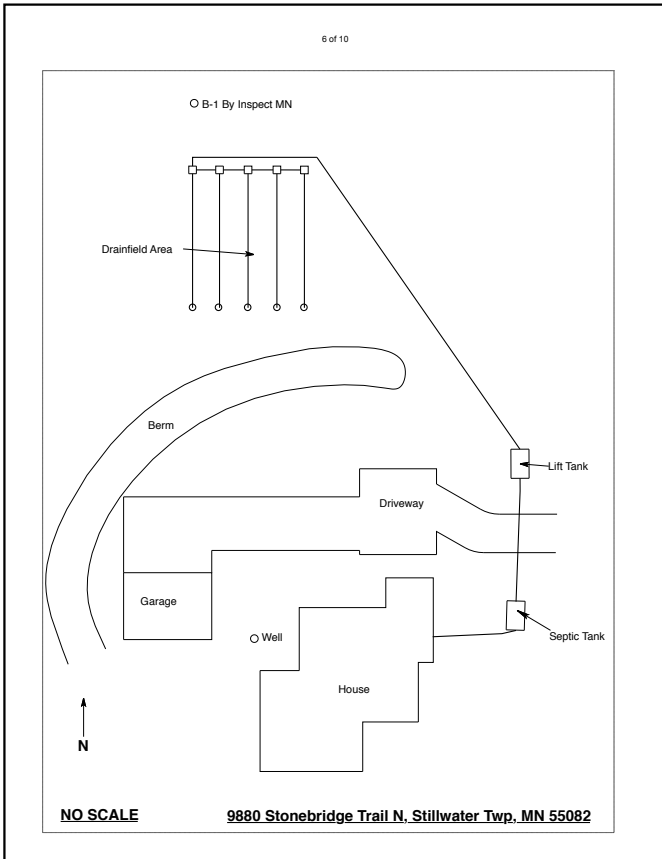 6 of 10
B-1 By Inspect MN
Drainfield Area
Berm
Lift Tank
Driveway
Garage
Well
Septic Tank
House
N
NO SCALE
9880 Stonebridge Trail N, Stillwater Twp, MN 55082